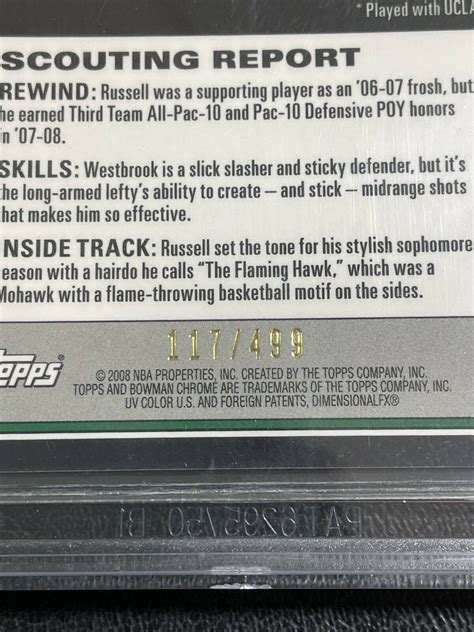 * Played with UCLA
SCOUTING REPORT
REWIND: Russell was a supporting player as an '06-07 frosh, but
he earned Third Team All-Pac-10 and Pac-10 Defensive POY honors
in '07-08.
SKILLS: Westbrook is a slick slasher and sticky defender, but it's
the long-armed lefty's ability to create – and stick – midrange shots
that makes him so effective.
INSIDE TRACK: Russell set the tone for his stylish sophomore
season with a hairdo he calls "The Flaming Hawk," which was a
Mohawk with a flame-throwing basketball motif on the sides.
117/499
Topps®
© 2008 NBA PROPERTIES, INC. CREATED BY THE TOPPS COMPANY, INC.
TOPPS AND BOWMAN CHROME ARE TRADEMARKS OF THE TOPPS COMPANY, INC.
UV COLOR U.S. AND FOREIGN PATENTS, DIMENSIONALFX®